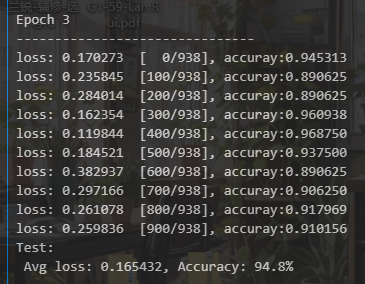 Epoch 3
-------------------------------
loss: 0.170273  [  0/938], accuray:0.945313
loss: 0.235845  [100/938], accuray:0.890625
loss: 0.284014  [200/938], accuray:0.890625
loss: 0.162354  [300/938], accuray:0.960938
loss: 0.119844  [400/938], accuray:0.968750
loss: 0.184521  [500/938], accuray:0.937500
loss: 0.382937  [600/938], accuray:0.890625
loss: 0.297166  [700/938], accuray:0.906250
loss: 0.261078  [800/938], accuray:0.917969
loss: 0.259836  [900/938], accuray:0.910156
Test:
 Avg loss: 0.165432, Accuracy: 94.8%